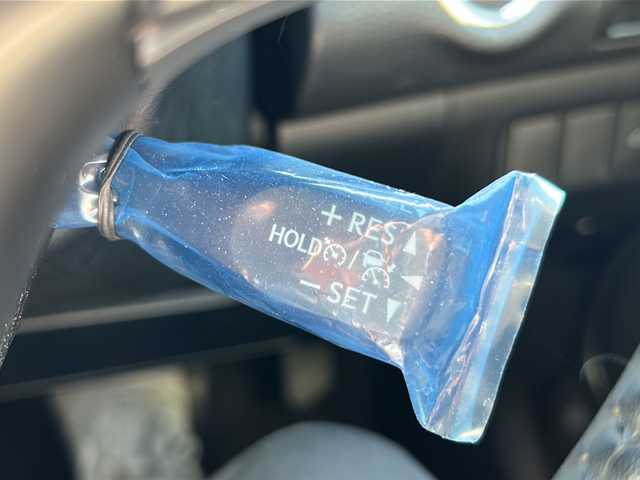 + RES ▲
HOLD / ◀
− SET ▼